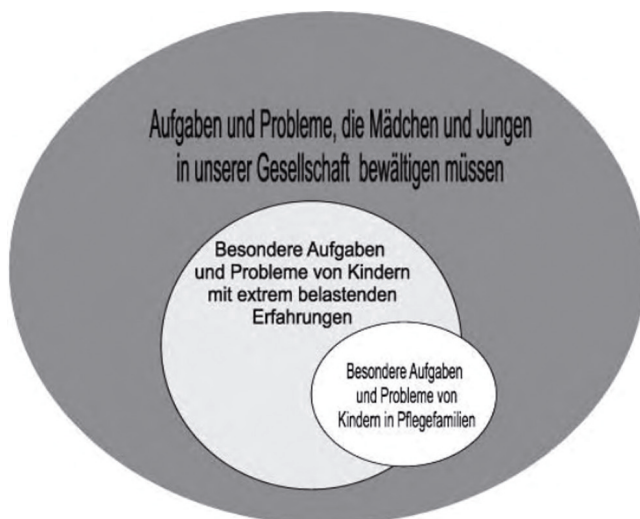 Aufgaben und Probleme, die Mädchen und Jungen
in unserer Gesellschaft bewältigen müssen
Besondere Aufgaben
und Probleme von Kindern
mit extrem belastenden
Erfahrungen
Besondere Aufgaben
und Probleme von
Kindern in Pflegefamilien